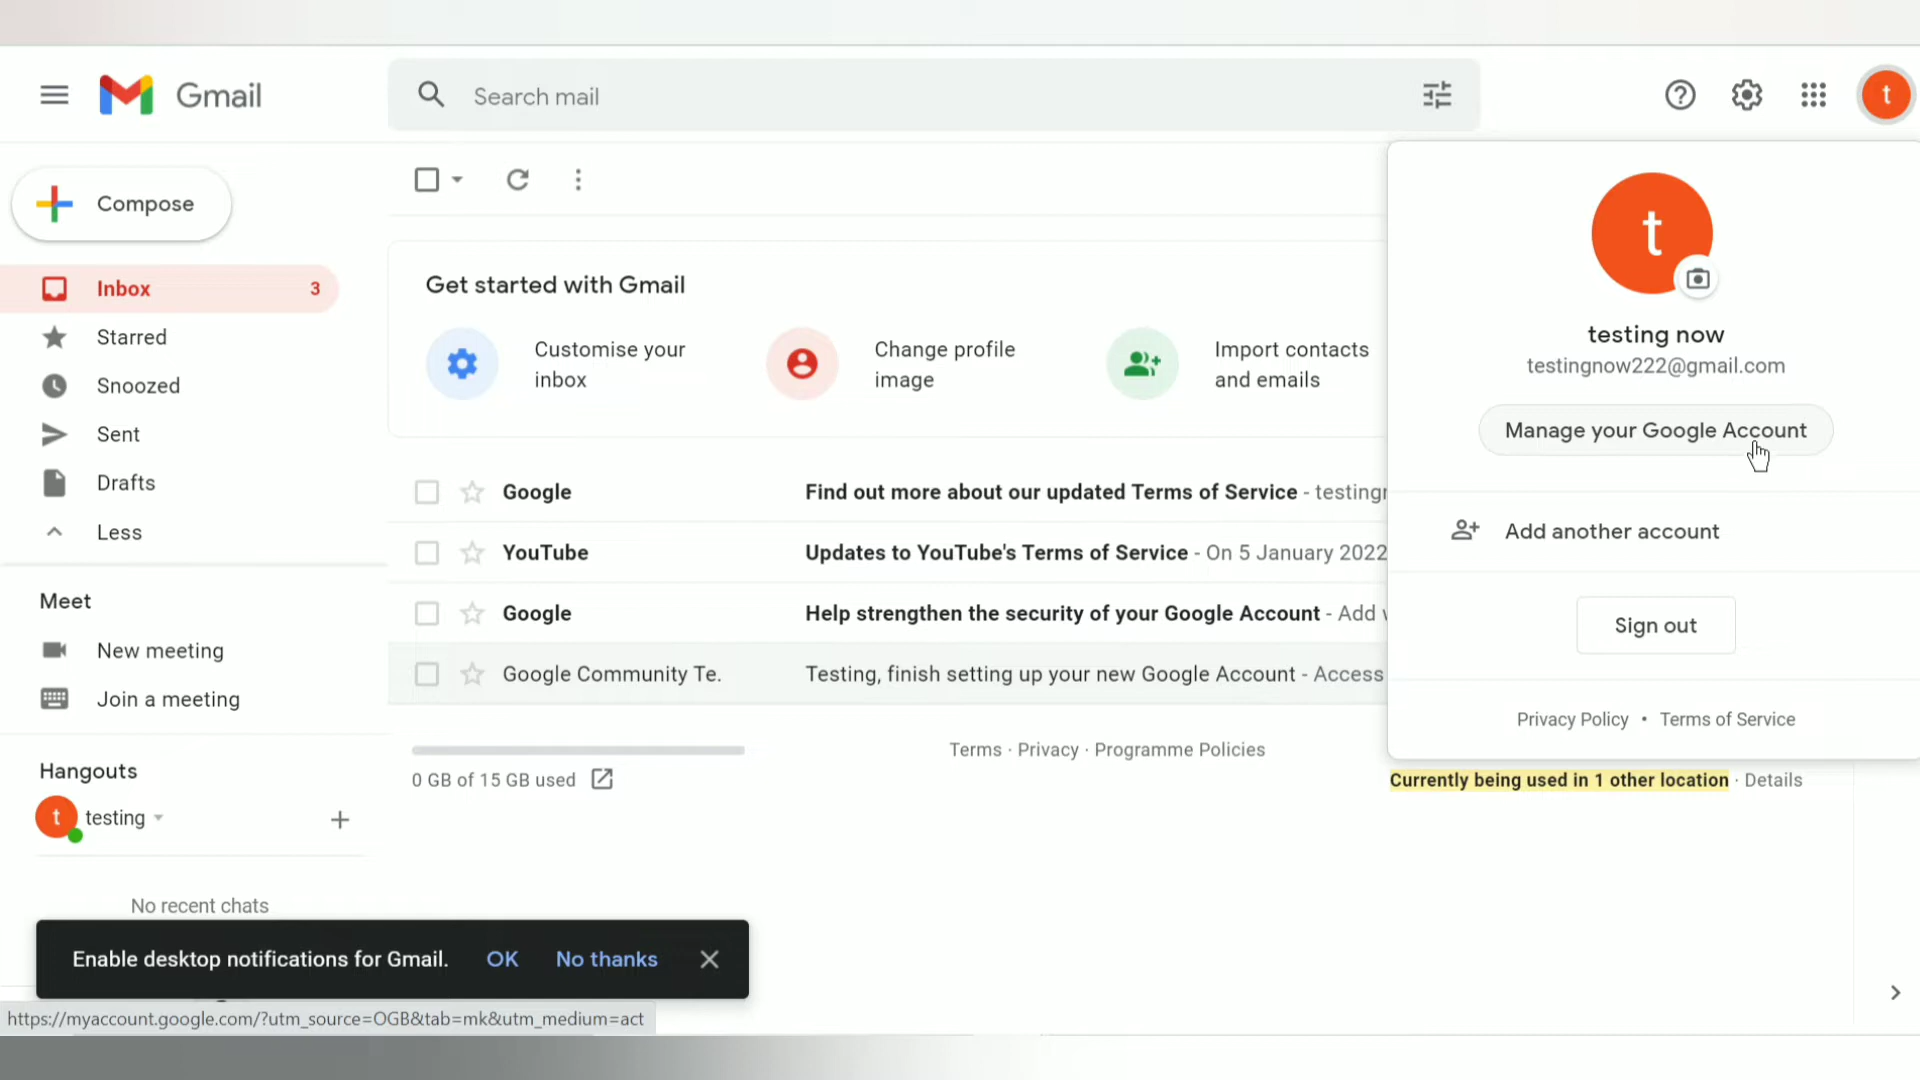 Gmail
Search mail
t
Compose
Inbox 3
Starred
Snoozed
Sent
Drafts
Less
Meet
New meeting
Join a meeting
Hangouts
t testing
No recent chats
Get started with Gmail
Customise your
inbox
Change profile
image
Import contacts
and emails
Google Find out more about our updated Terms of Service - testing
YouTube Updates to YouTube's Terms of Service - On 5 January 2022
Google Help strengthen the security of your Google Account - Add
Google Community Te. Testing, finish setting up your new Google Account - Access
0 GB of 15 GB used
Terms · Privacy · Programme Policies
Currently being used in 1 other location · Details
t
testing now
testingnow222@gmail.com
Manage your Google Account
Add another account
Sign out
Privacy Policy • Terms of Service
Enable desktop notifications for Gmail. OK No thanks
https://myaccount.google.com/?utm_source=OGB&tab=mk&utm_medium=act